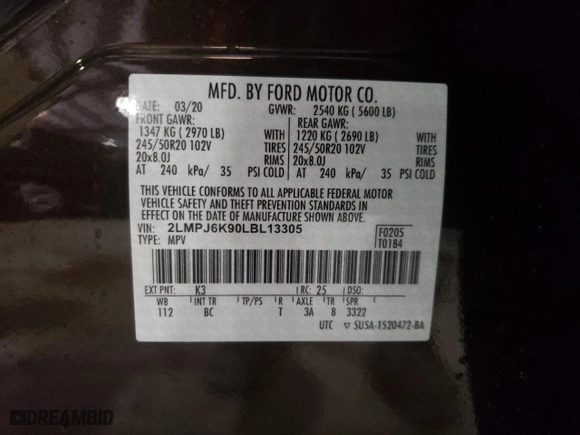 MFD. BY FORD MOTOR CO.
DATE: 03/20 GVWR: 2540 KG ( 5600 LB)
FRONT GAWR: REAR GAWR:
1347 KG ( 2970 LB) WITH 1220 KG ( 2690 LB) WITH
245/50R20 102V TIRES 245/50R20 102V TIRES
20x8.0J RIMS 20x8.0J RIMS
AT 240 kPa/ 35 PSI COLD AT 240 kPa/ 35 PSI COLD
THIS VEHICLE CONFORMS TO ALL APPLICABLE FEDERAL MOTOR
VEHICLE SAFETY AND THEFT PREVENTION STANDARDS IN
EFFECT ON THE DATE OF MANUFACTURE SHOWN ABOVE.
VIN: 2LMPJ6K90LBL13305 F0205
TYPE: MPV T0184
EXT PNT: K3 RC: 25 DSO:
WB INT TR TP/PS R AXLE TR SPR
112 BC T 3A 8 3322
UTC ▽ 5U5A-1520472-BA
DREAMBID